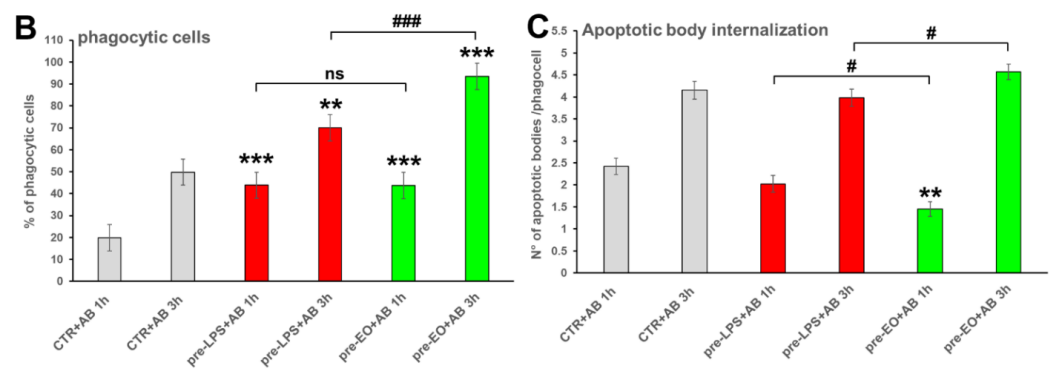 B
phagocytic cells
% of phagocytic cells
110
100
90
80
70
60
50
40
30
20
10
0
###
ns
***
**
***
***
CTR+AB 1h
CTR+AB 3h
pre-LPS+AB 1h
pre-LPS+AB 3h
pre-EO+AB 1h
pre-EO+AB 3h
C
Apoptotic body internalization
N° of apoptotic bodies /phagocell
5.5
5
4.5
4
3.5
3
2.5
2
1.5
1
0.5
0
#
#
**
CTR+AB 1h
CTR+AB 3h
pre-LPS+AB 1h
pre-LPS+AB 3h
pre-EO+AB 1h
pre-EO+AB 3h